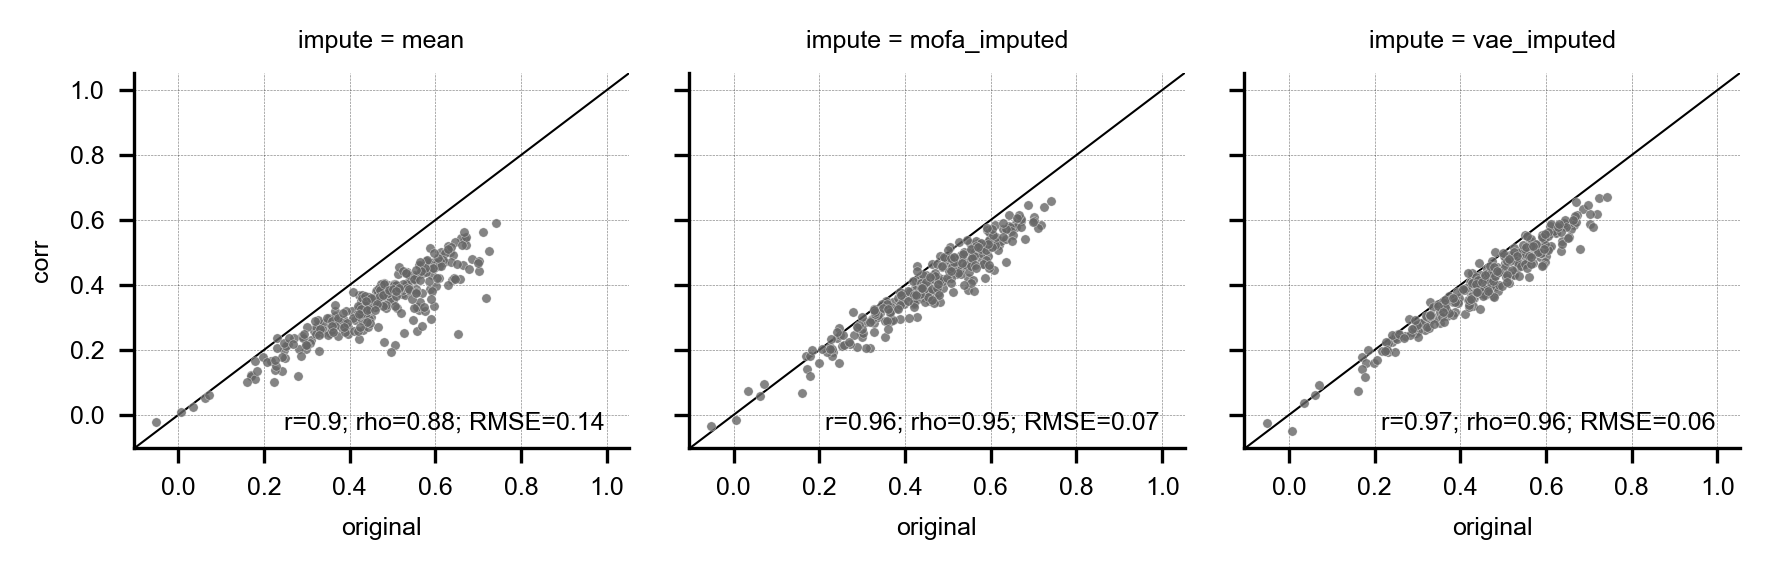 impute = mean
impute = mofa_imputed
impute = vae_imputed
corr
1.0
0.8
0.6
0.4
0.2
0.0
r=0.9; rho=0.88; RMSE=0.14
r=0.96; rho=0.95; RMSE=0.07
r=0.97; rho=0.96; RMSE=0.06
0.0 0.2 0.4 0.6 0.8 1.0
0.0 0.2 0.4 0.6 0.8 1.0
0.0 0.2 0.4 0.6 0.8 1.0
original
original
original